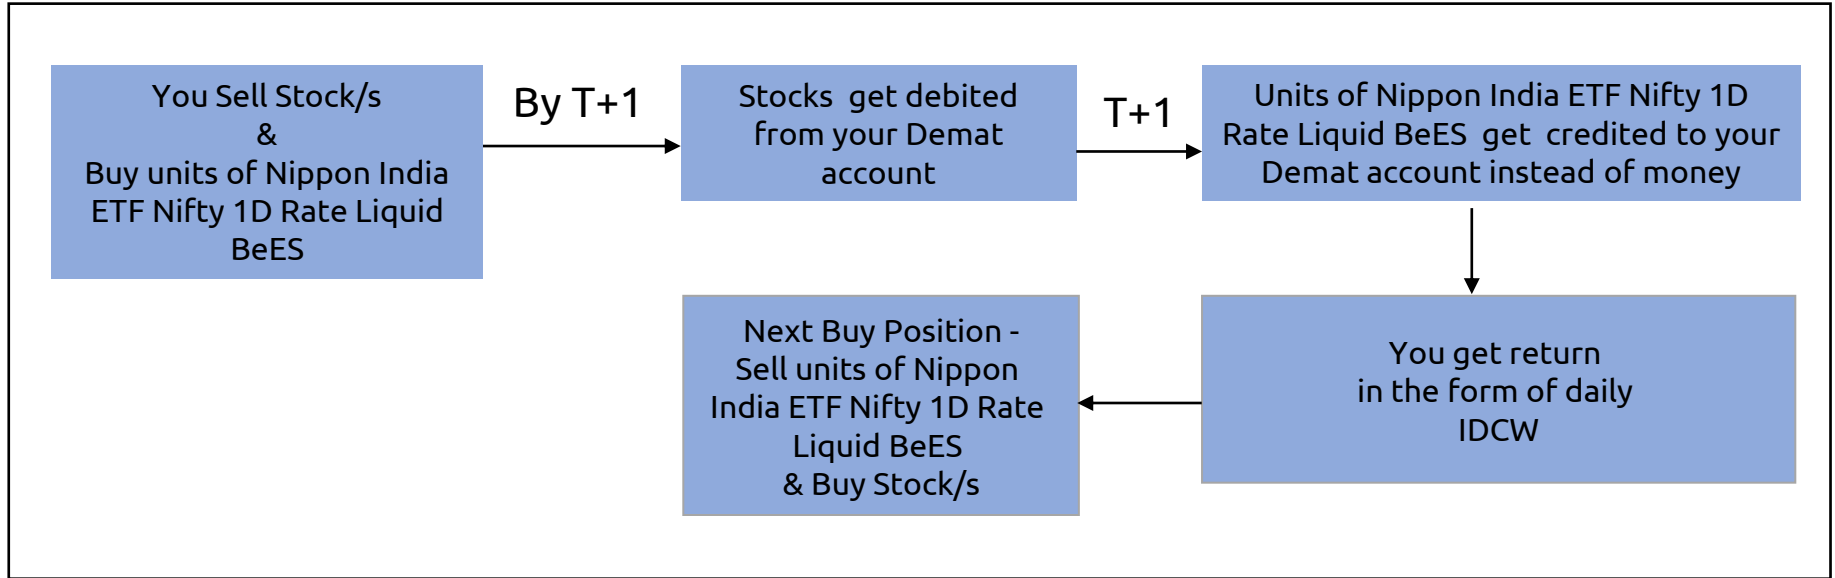 You Sell Stock/s
&
Buy units of Nippon India
ETF Nifty 1D Rate Liquid
BeES
By T+1
Stocks get debited
from your Demat
account
T+1
Units of Nippon India ETF Nifty 1D
Rate Liquid BeES get credited to your
Demat account instead of money
You get return
in the form of daily
IDCW
Next Buy Position -
Sell units of Nippon
India ETF Nifty 1D Rate
Liquid BeES
& Buy Stock/s